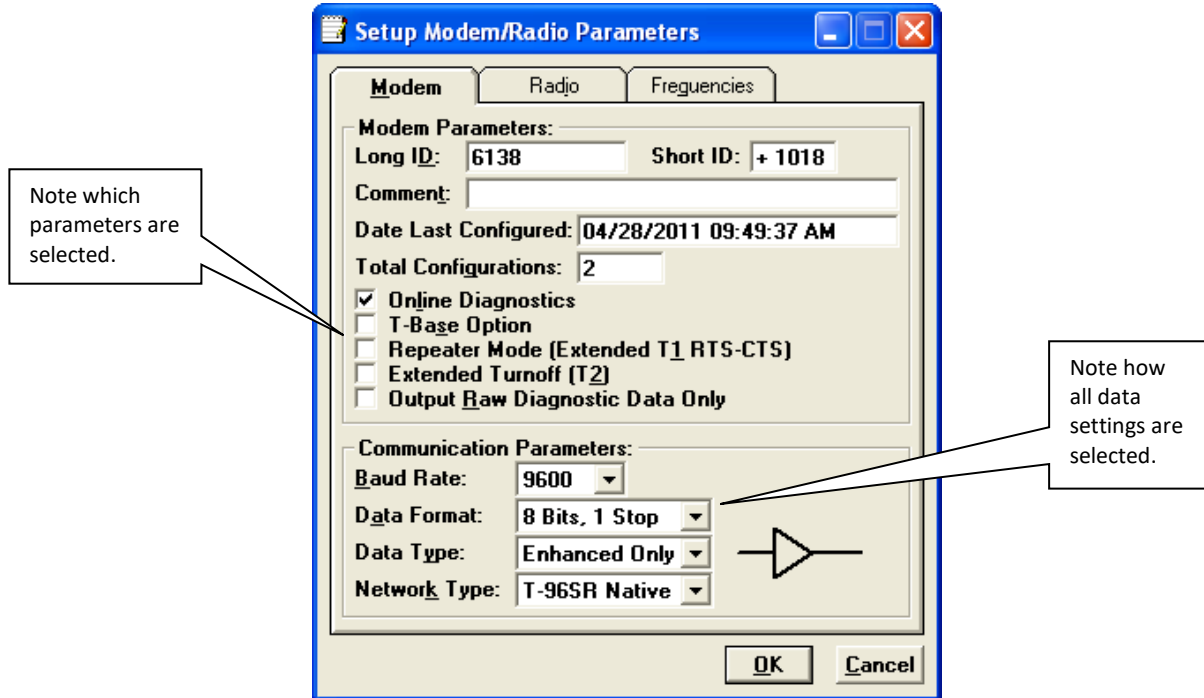 Setup Modem/Radio Parameters
Modem Radio Freguencies
Modem Parameters:
Long ID: 6138 Short ID: + 1018
Comment:
Date Last Configured: 04/28/2011 09:49:37 AM
Total Configurations: 2
Online Diagnostics
T-Base Option
Repeater Mode (Extended T1 RTS-CTS)
Extended Turnoff (T2)
Output Raw Diagnostic Data Only
Communication Parameters:
Baud Rate: 9600
Data Format: 8 Bits, 1 Stop
Data Type: Enhanced Only
Network Type: T-96SR Native
OK Cancel
Note which
parameters are
selected.
Note how
all data
settings are
selected.